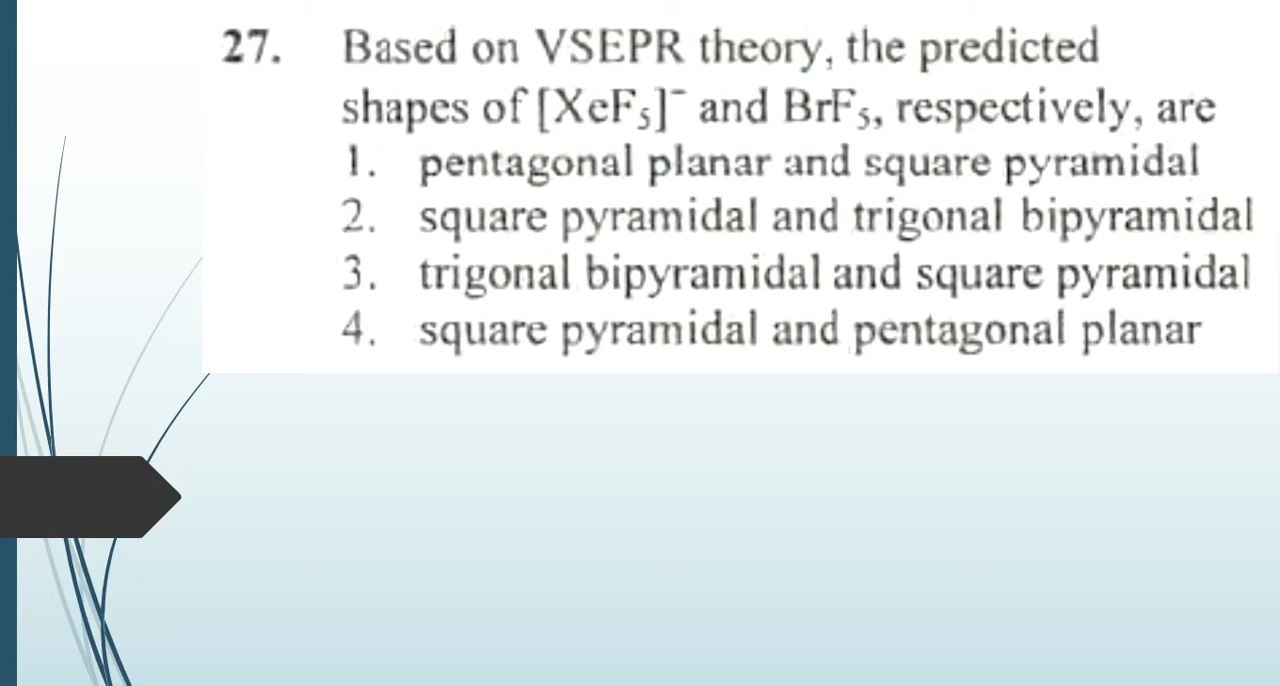 27. Based on VSEPR theory, the predicted
shapes of [XeF₅]⁻ and BrF₅, respectively, are
1. pentagonal planar and square pyramidal
2. square pyramidal and trigonal bipyramidal
3. trigonal bipyramidal and square pyramidal
4. square pyramidal and pentagonal planar